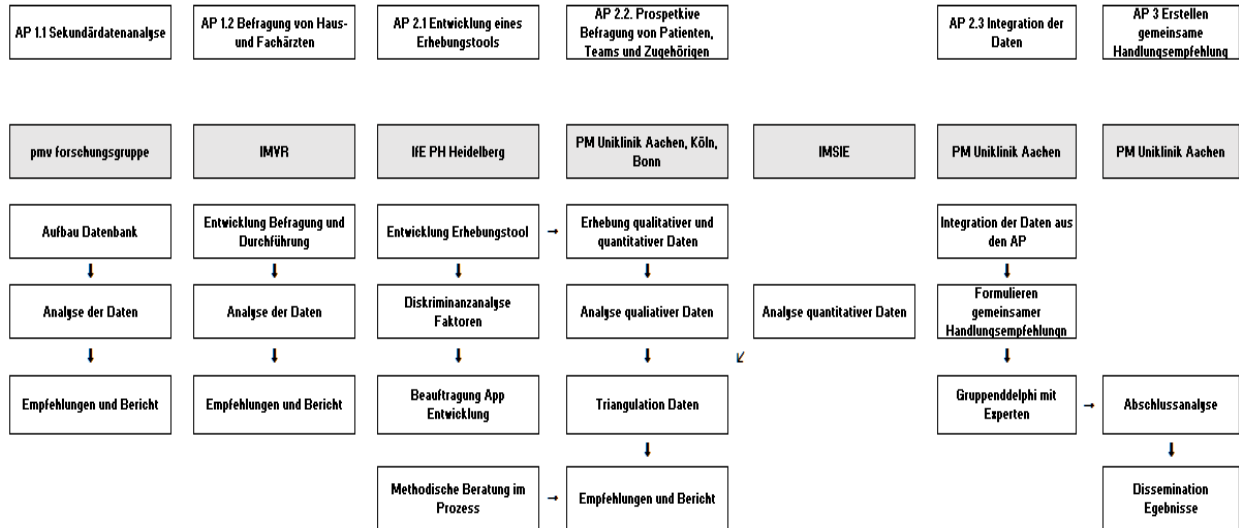 AP 1.1 Sekundärdatenanalyse
AP 1.2 Befragung von Haus-
und Fachärzten
AP 2.1 Entwicklung eines
Erhebungstools
AP 2.2. Prospetkive
Befragung von Patienten,
Teams und Zugehörigen
AP 2.3 Integration der
Daten
AP 3 Erstellen
gemeinsame
Handlungsempfehlung
pmv forschungsgruppe
IMVR
IfE PH Heidelberg
PM Uniklinik Aachen, Köln,
Bonn
IMSIE
PM Uniklinik Aachen
PM Uniklinik Aachen
Aufbau Datenbank
Entwicklung Befragung und
Durchführung
Entwicklung Erhebungstool
→
Erhebung qualitativer und
quantitativer Daten
Integration der Daten aus
den AP
Analyse der Daten
Analyse der Daten
Diskriminanzanalyse
Faktoren
Analyse qualiativer Daten
Analyse quantitativer Daten
Formulieren
gemeinsamer
Handlungsempfehlungn
Empfehlungen und Bericht
Empfehlungen und Bericht
Beauftragung App
Entwicklung
Triangulation Daten
Gruppenddelphi mit
Experten
→
Abschlussanalyse
Methodische Beratung im
Prozess
→
Empfehlungen und Bericht
Dissemination
Egebnisse